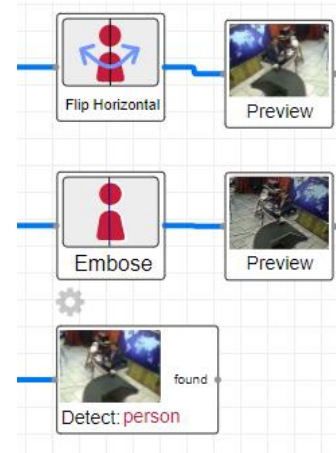 Flip Horizontal
Preview
Embose
Preview
found
Detect: person